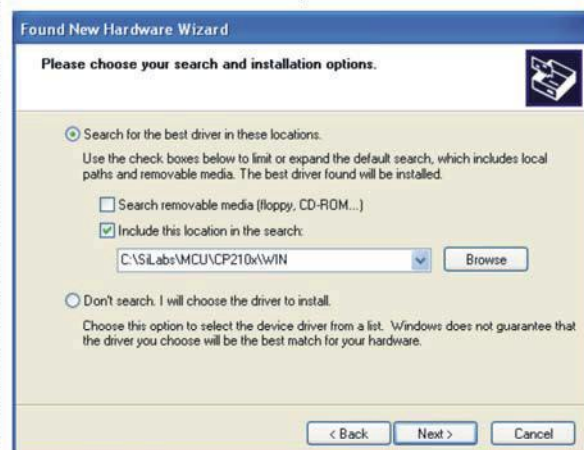 Found New Hardware Wizard
Please choose your search and installation options.
Search for the best driver in these locations.
Use the check boxes below to limit or expand the default search, which includes local
paths and removable media. The best driver found will be installed.
Search removable media (floppy, CD-ROM...)
Include this location in the search:
C:\SiLabs\MCU\CP210x\WIN
Browse
Don't search. I will choose the driver to install.
Choose this option to select the device driver from a list. Windows does not guarantee that
the driver you choose will be the best match for your hardware.
< Back Next > Cancel